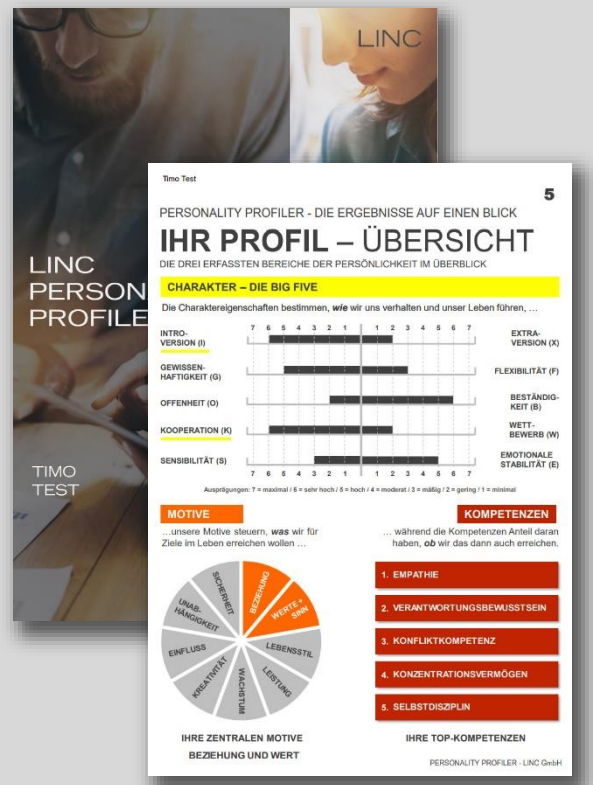 LINC
LINC
PERSON
PROFILE
TIMO
TEST
Timo Test
5
PERSONALITY PROFILER - DIE ERGEBNISSE AUF EINEN BLICK
IHR PROFIL – ÜBERSICHT
DIE DREI ERFASSTEN BEREICHE DER PERSÖNLICHKEIT IM ÜBERBLICK
CHARAKTER – DIE BIG FIVE
Die Charaktereigenschaften bestimmen, wie wir uns verhalten und unser Leben führen, …
7 6 5 4 3 2 1 1 2 3 4 5 6 7
INTRO-
VERSION (I)
EXTRA-
VERSION (X)
GEWISSEN-
HAFTIGKEIT (G)
FLEXIBILITÄT (F)
OFFENHEIT (O)
BESTÄNDIG-
KEIT (B)
KOOPERATION (K)
WETT-
BEWERB (W)
SENSIBILITÄT (S)
EMOTIONALE
STABILITÄT (E)
7 6 5 4 3 2 1 1 2 3 4 5 6 7
Ausprägungen: 7 = maximal / 6 = sehr hoch / 5 = hoch / 4 = moderat / 3 = mäßig / 2 = gering / 1 = minimal
MOTIVE
…unsere Motive steuern, was wir für
Ziele im Leben erreichen wollen …
BEZIEHUNG
WERTE +
SINN
LEBENSSTIL
LEISTUNG
WACHSTUM
KREATIVITÄT
EINFLUSS
UNAB-
HÄNGIGKEIT
SICHERHEIT
IHRE ZENTRALEN MOTIVE
BEZIEHUNG UND WERT
KOMPETENZEN
… während die Kompetenzen Anteil daran
haben, ob wir das dann auch erreichen.
1. EMPATHIE
2. VERANTWORTUNGSBEWUSSTSEIN
3. KONFLIKTKOMPETENZ
4. KONZENTRATIONSVERMÖGEN
5. SELBSTDISZIPLIN
IHRE TOP-KOMPETENZEN
PERSONALITY PROFILER - LINC GmbH